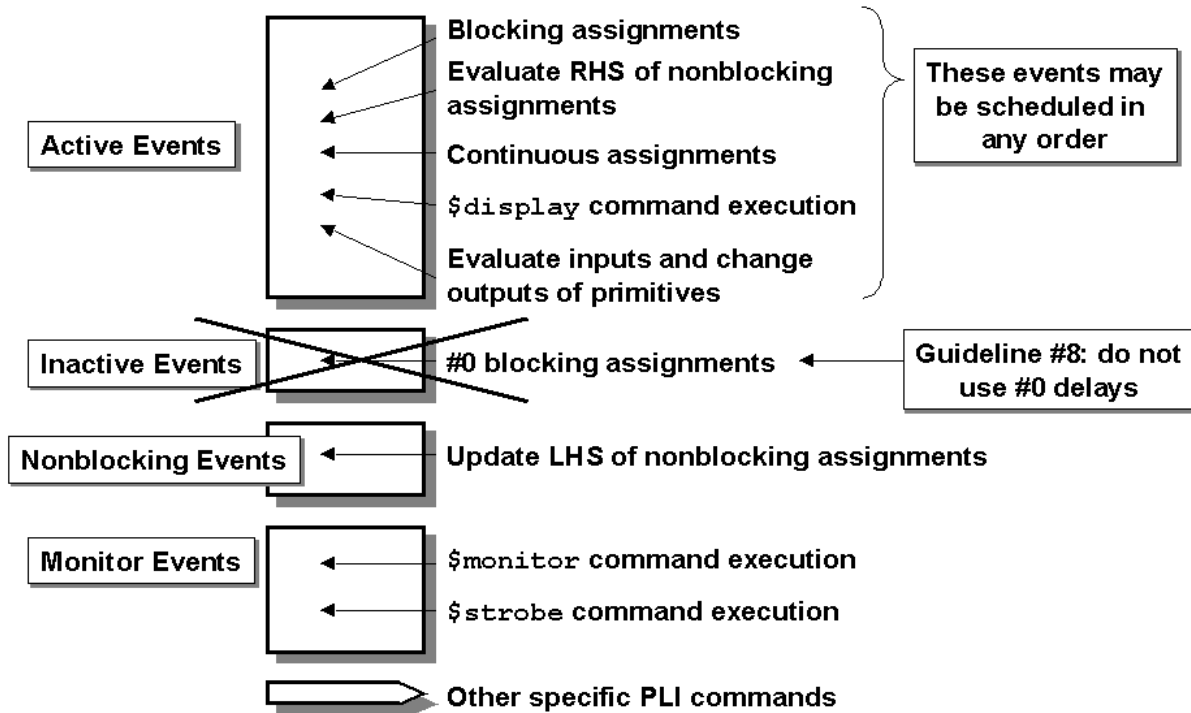 Blocking assignments
Evaluate RHS of nonblocking
assignments
These events may
be scheduled in
any order
Active Events
Continuous assignments
$display command execution
Evaluate inputs and change
outputs of primitives
Inactive Events
#0 blocking assignments
Guideline #8: do not
use #0 delays
Nonblocking Events
Update LHS of nonblocking assignments
Monitor Events
$monitor command execution
$strobe command execution
Other specific PLI commands